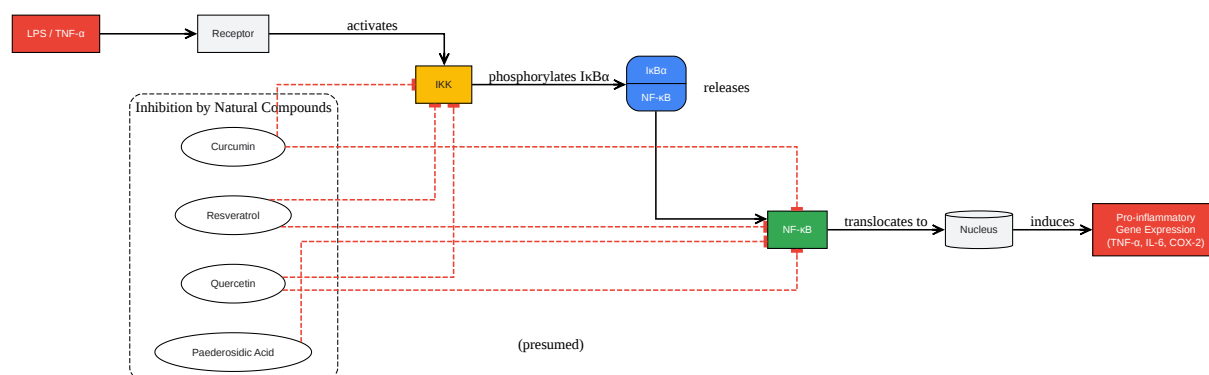 LPS / TNF-α
Receptor
activates
IKK
phosphorylates IκBα
IκBα
NF-κB
releases
Inhibition by Natural Compounds
Curcumin
Resveratrol
Quercetin
Paederosidic Acid
(presumed)
NF-κB
translocates to
Nucleus
induces
Pro-inflammatory
Gene Expression
(TNF-α, IL-6, COX-2)